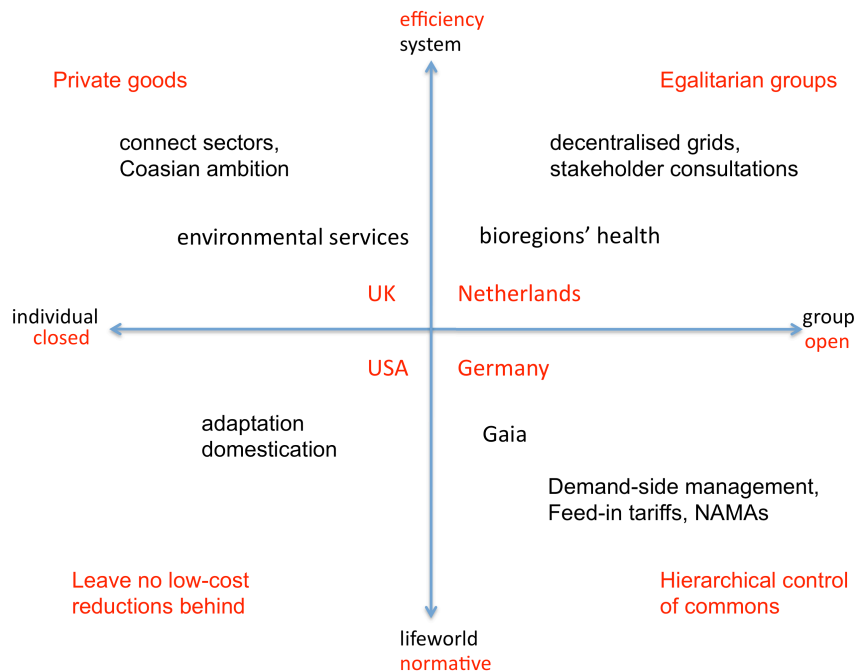 efficiency
system
Private goods
Egalitarian groups
connect sectors,
Coasian ambition
decentralised grids,
stakeholder consultations
environmental services
bioregions’ health
UK
Netherlands
individual
closed
group
open
USA
Germany
adaptation
domestication
Gaia
Demand-side management,
Feed-in tariffs, NAMAs
Leave no low-cost
reductions behind
Hierarchical control
of commons
lifeworld
normative